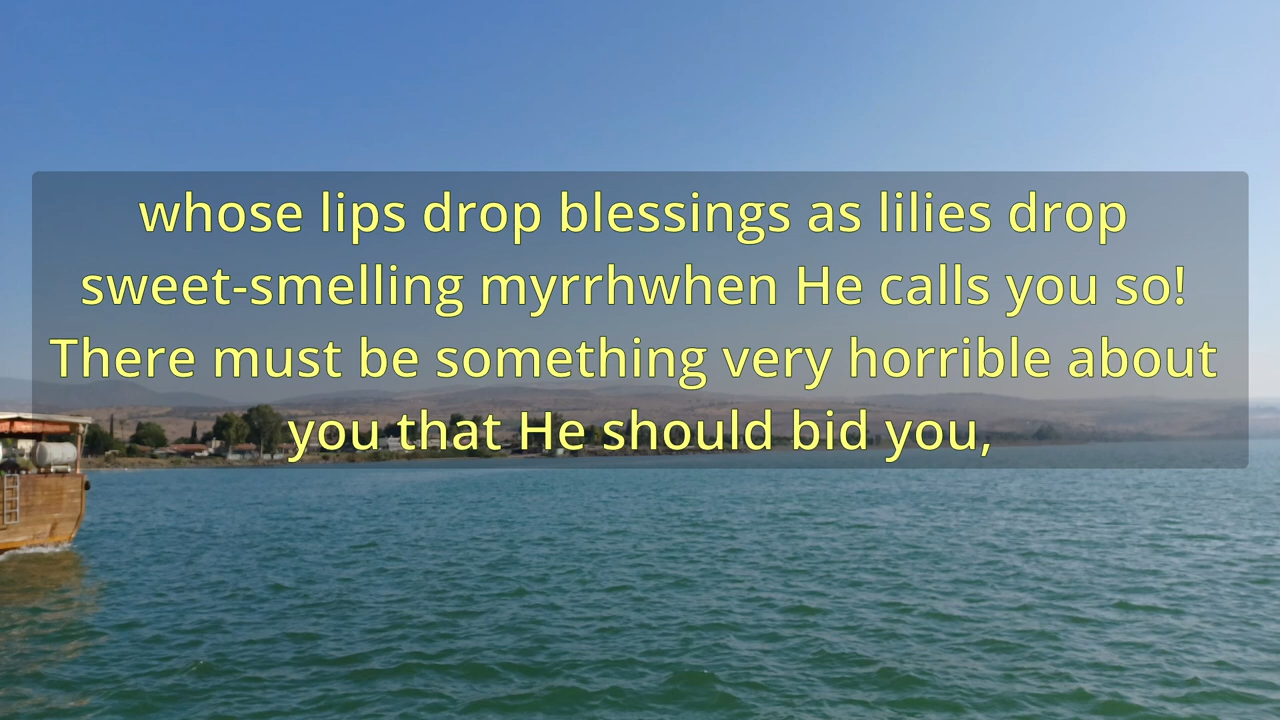 whose lips drop blessings as lilies drop
sweet-smelling myrrhwhen He calls you so!
There must be something very horrible about
you that He should bid you,